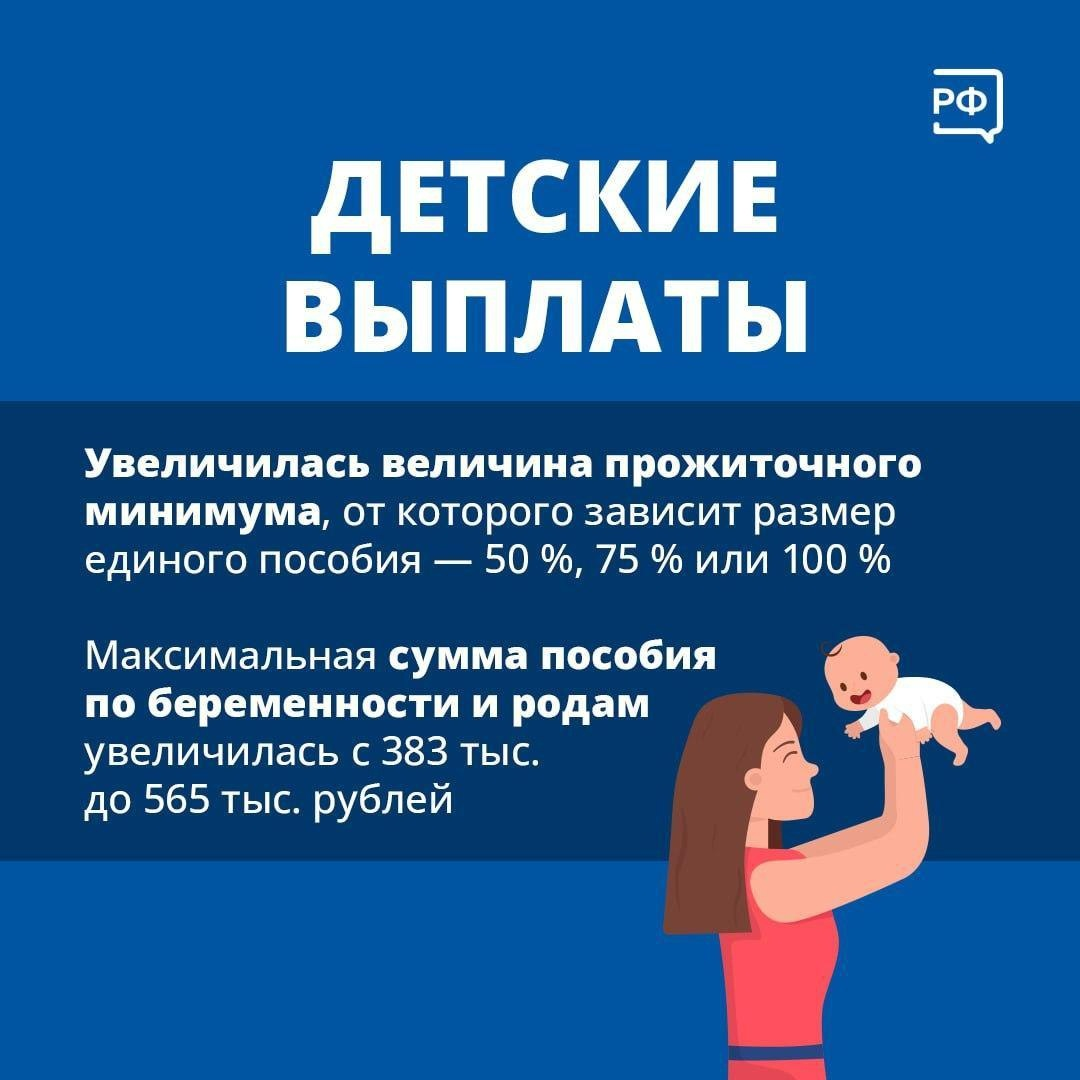 РФ
ДЕТСКИЕ
ВЫПЛАТЫ
Увеличилась величина прожиточного
минимума, от которого зависит размер
единого пособия — 50 %, 75 % или 100 %
Максимальная сумма пособия
по беременности и родам
увеличилась с 383 тыс.
до 565 тыс. рублей